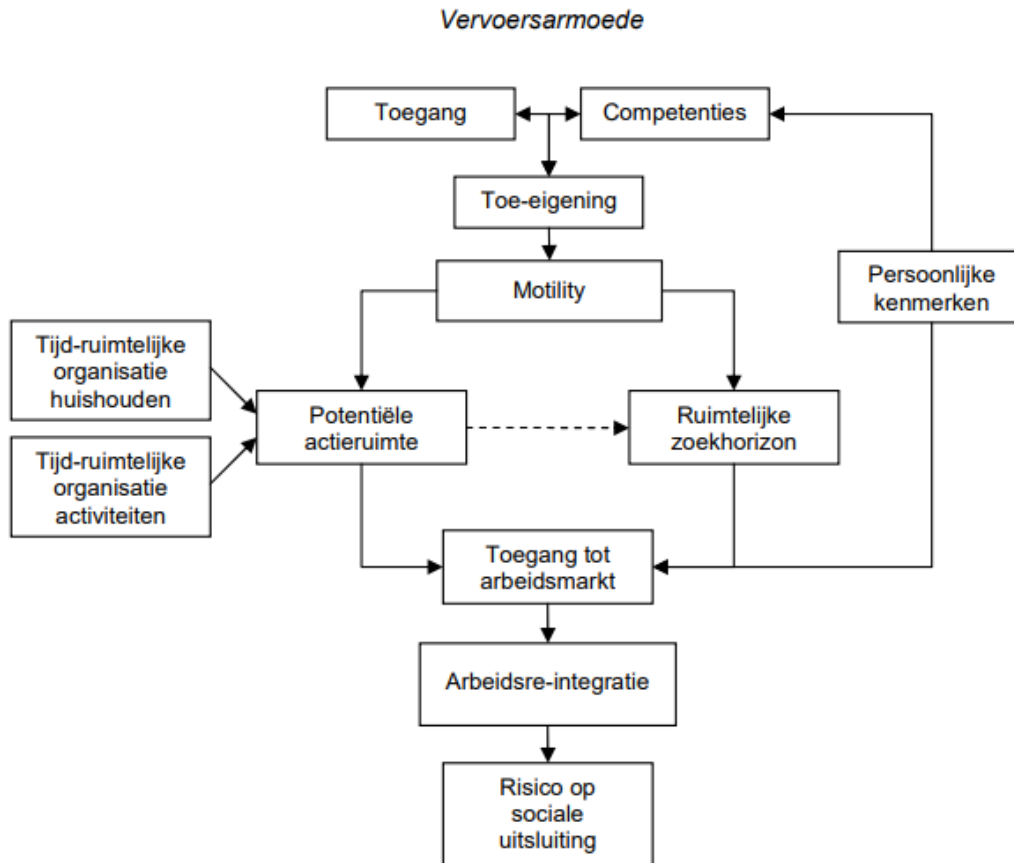 Vervoersarmoede
Toegang
Competenties
Toe-eigening
Motility
Persoonlijke
kenmerken
Tijd-ruimtelijke
organisatie
huishouden
Potentiële
actieruimte
Ruimtelijke
zoekhorizon
Tijd-ruimtelijke
organisatie
activiteiten
Toegang tot
arbeidsmarkt
Arbeidsre-integratie
Risico op
sociale
uitsluiting